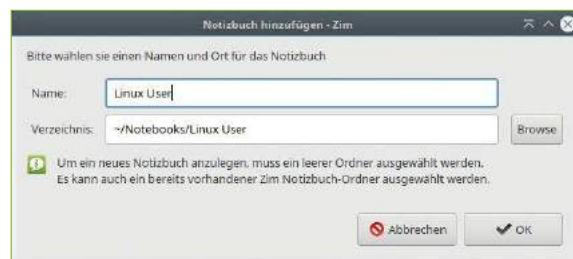 Notizbuch hinzufügen - Zim
Bitte wählen sie einen Namen und Ort für das Notizbuch
Name: Linux User
Verzeichnis: ~/Notebooks/Linux User Browse
Um ein neues Notizbuch anzulegen, muss ein leerer Ordner ausgewählt werden.
Es kann auch ein bereits vorhandener Zim Notizbuch-Ordner ausgewählt werden.
Abbrechen OK